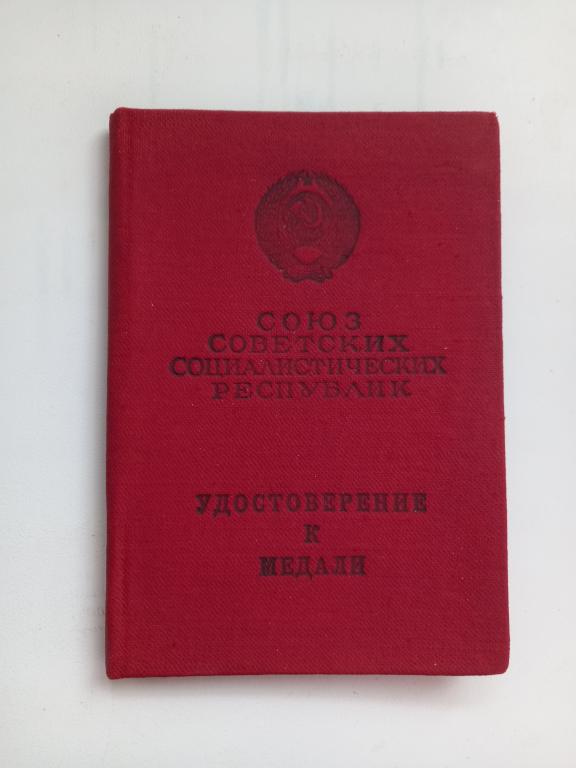 СОЮЗ
СОВЕТСКИХ
СОЦИАЛИСТИЧЕСКИХ
РЕСПУБЛИК
УДОСТОВЕРЕНИЕ
К
МЕДАЛИ